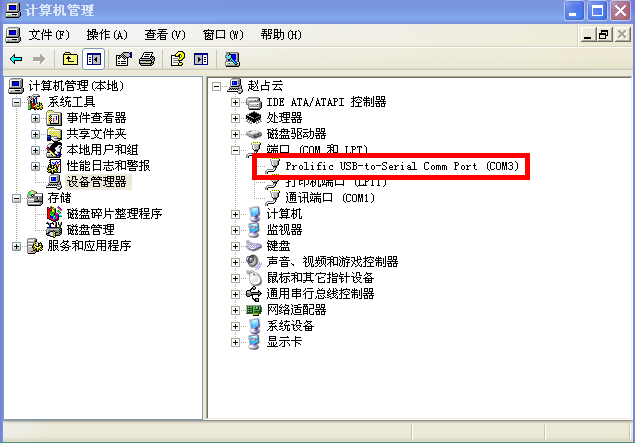 计算机管理
文件(F) 操作(A) 查看(V) 窗口(W) 帮助(H)
计算机管理(本地)
系统工具
事件查看器
共享文件夹
本地用户和组
性能日志和警报
设备管理器
存储
磁盘碎片整理程序
磁盘管理
服务和应用程序
赵占云
IDE ATA/ATAPI 控制器
处理器
磁盘驱动器
端口 (COM 和 LPT)
Prolific USB-to-Serial Comm Port (COM3)
打印机端口 (LPT1)
通讯端口 (COM1)
计算机
监视器
键盘
声音、视频和游戏控制器
鼠标和其它指针设备
通用串行总线控制器
网络适配器
系统设备
显示卡